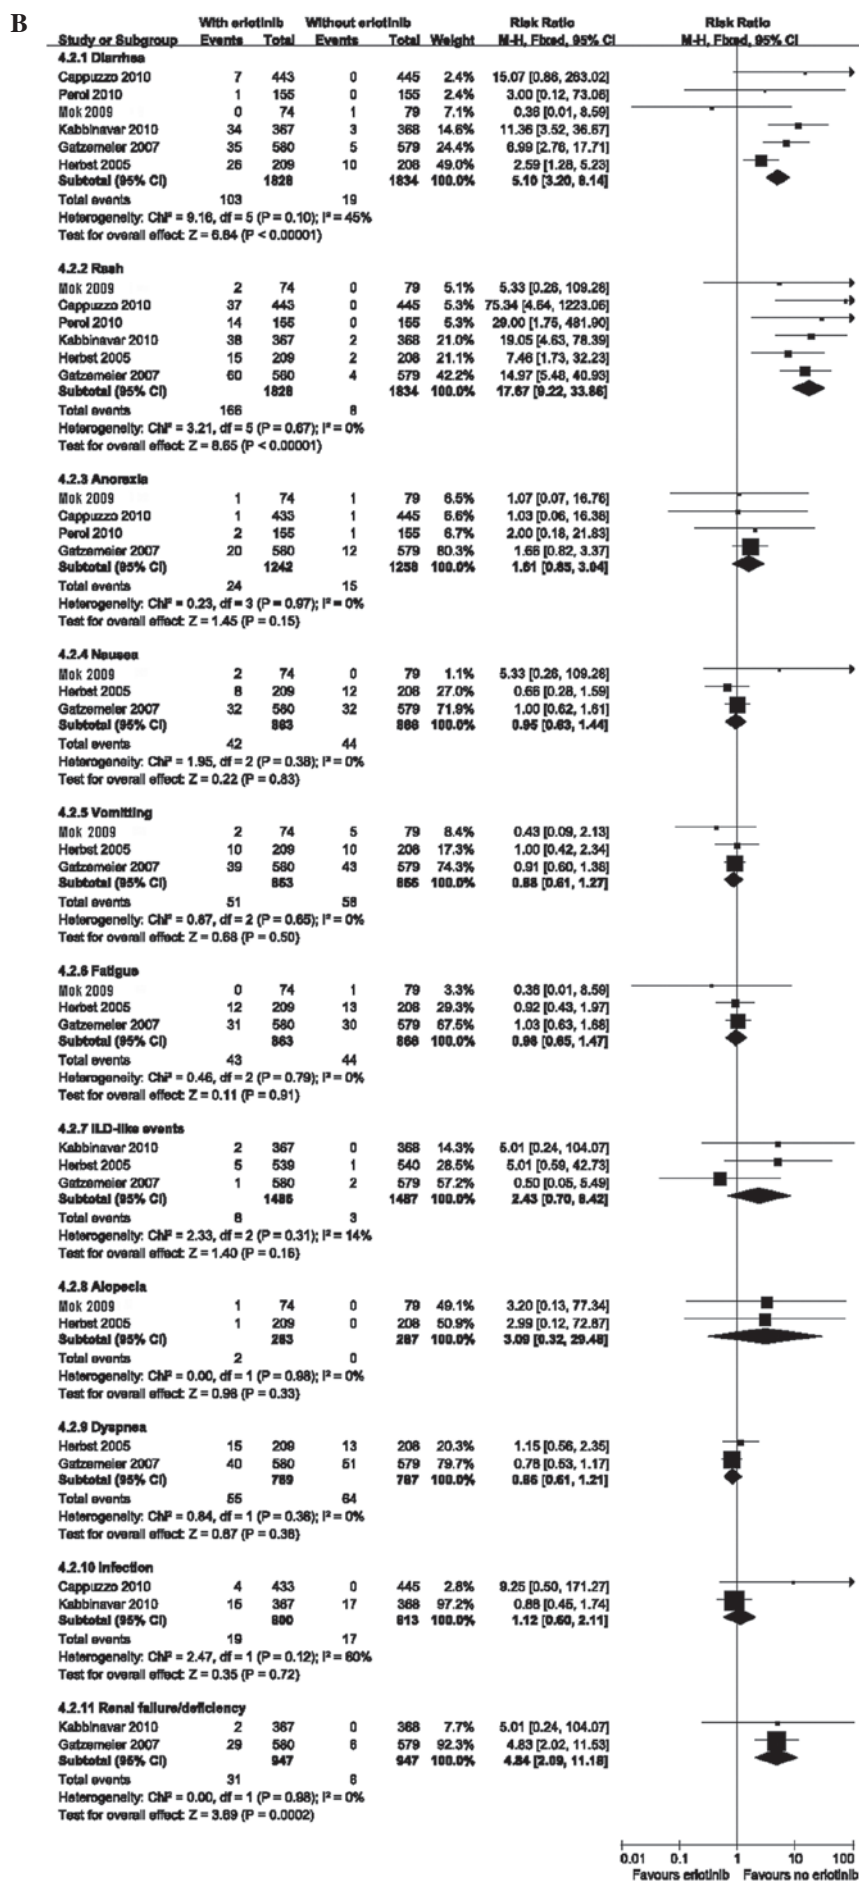 B
With erlotinib Without erlotinib Risk Ratio Risk Ratio
Study or Subgroup Events Total Events Total Weight M-H, Fixed, 95% CI M-H, Fixed, 95% CI
4.2.1 Diarrhea
Cappuzzo 2010 7 443 0 445 2.4% 15.07 [0.86, 263.02]
Perol 2010 1 155 0 155 2.4% 3.00 [0.12, 73.06]
Mok 2009 0 74 1 79 7.1% 0.36 [0.01, 8.59]
Kabbinavar 2010 34 367 3 368 14.6% 11.36 [3.52, 36.67]
Gatzemeier 2007 35 580 5 579 24.4% 6.99 [2.76, 17.71]
Herbst 2005 26 209 10 208 49.0% 2.59 [1.28, 5.23]
Subtotal (95% CI) 1828 1834 100.0% 5.10 [3.20, 8.14]
Total events 103 19
Heterogeneity: Chi² = 9.16, df = 5 (P = 0.10); I² = 45%
Test for overall effect: Z = 6.84 (P < 0.00001)
4.2.2 Rash
Mok 2009 2 74 0 79 5.1% 5.33 [0.26, 109.28]
Cappuzzo 2010 37 443 0 445 5.3% 75.34 [4.64, 1223.06]
Perol 2010 14 155 0 155 5.3% 29.00 [1.75, 481.90]
Kabbinavar 2010 38 367 2 368 21.0% 19.05 [4.63, 78.39]
Herbst 2005 15 209 2 208 21.1% 7.46 [1.73, 32.23]
Gatzemeier 2007 60 580 4 579 42.2% 14.97 [5.48, 40.93]
Subtotal (95% CI) 1828 1834 100.0% 17.67 [9.22, 33.86]
Total events 166 8
Heterogeneity: Chi² = 3.21, df = 5 (P = 0.67); I² = 0%
Test for overall effect: Z = 8.65 (P < 0.00001)
4.2.3 Anorexia
Mok 2009 1 74 1 79 6.5% 1.07 [0.07, 16.76]
Cappuzzo 2010 1 433 1 445 6.6% 1.03 [0.06, 16.38]
Perol 2010 2 155 1 155 6.7% 2.00 [0.18, 21.83]
Gatzemeier 2007 20 580 12 579 80.3% 1.66 [0.82, 3.37]
Subtotal (95% CI) 1242 1258 100.0% 1.61 [0.85, 3.04]
Total events 24 15
Heterogeneity: Chi² = 0.23, df = 3 (P = 0.97); I² = 0%
Test for overall effect: Z = 1.45 (P = 0.15)
4.2.4 Nausea
Mok 2009 2 74 0 79 1.1% 5.33 [0.26, 109.28]
Herbst 2005 8 209 12 208 27.0% 0.66 [0.28, 1.59]
Gatzemeier 2007 32 580 32 579 71.9% 1.00 [0.62, 1.61]
Subtotal (95% CI) 863 866 100.0% 0.95 [0.63, 1.44]
Total events 42 44
Heterogeneity: Chi² = 1.95, df = 2 (P = 0.38); I² = 0%
Test for overall effect: Z = 0.22 (P = 0.83)
4.2.5 Vomitting
Mok 2009 2 74 5 79 8.4% 0.43 [0.09, 2.13]
Herbst 2005 10 209 10 208 17.3% 1.00 [0.42, 2.34]
Gatzemeier 2007 39 580 43 579 74.3% 0.91 [0.60, 1.38]
Subtotal (95% CI) 863 866 100.0% 0.88 [0.61, 1.27]
Total events 51 58
Heterogeneity: Chi² = 0.87, df = 2 (P = 0.65); I² = 0%
Test for overall effect: Z = 0.68 (P = 0.50)
4.2.6 Fatigue
Mok 2009 0 74 1 79 3.3% 0.36 [0.01, 8.59]
Herbst 2005 12 209 13 208 29.3% 0.92 [0.43, 1.97]
Gatzemeier 2007 31 580 30 579 67.5% 1.03 [0.63, 1.68]
Subtotal (95% CI) 863 866 100.0% 0.98 [0.65, 1.47]
Total events 43 44
Heterogeneity: Chi² = 0.46, df = 2 (P = 0.79); I² = 0%
Test for overall effect: Z = 0.11 (P = 0.91)
4.2.7 ILD-like events
Kabbinavar 2010 2 367 0 368 14.3% 5.01 [0.24, 104.07]
Herbst 2005 5 539 1 540 28.5% 5.01 [0.59, 42.73]
Gatzemeier 2007 1 580 2 579 57.2% 0.50 [0.05, 5.49]
Subtotal (95% CI) 1486 1487 100.0% 2.43 [0.70, 8.42]
Total events 8 3
Heterogeneity: Chi² = 2.33, df = 2 (P = 0.31); I² = 14%
Test for overall effect: Z = 1.40 (P = 0.16)
4.2.8 Alopecia
Mok 2009 1 74 0 79 49.1% 3.20 [0.13, 77.34]
Herbst 2005 1 209 0 208 50.9% 2.99 [0.12, 72.87]
Subtotal (95% CI) 283 287 100.0% 3.09 [0.32, 29.48]
Total events 2 0
Heterogeneity: Chi² = 0.00, df = 1 (P = 0.98); I² = 0%
Test for overall effect: Z = 0.98 (P = 0.33)
4.2.9 Dyspnea
Herbst 2005 15 209 13 208 20.3% 1.15 [0.56, 2.35]
Gatzemeier 2007 40 580 51 579 79.7% 0.78 [0.53, 1.17]
Subtotal (95% CI) 789 787 100.0% 0.86 [0.61, 1.21]
Total events 55 64
Heterogeneity: Chi² = 0.84, df = 1 (P = 0.36); I² = 0%
Test for overall effect: Z = 0.87 (P = 0.38)
4.2.10 Infection
Cappuzzo 2010 4 433 0 445 2.8% 9.25 [0.50, 171.27]
Kabbinavar 2010 15 367 17 368 97.2% 0.88 [0.45, 1.74]
Subtotal (95% CI) 800 813 100.0% 1.12 [0.60, 2.11]
Total events 19 17
Heterogeneity: Chi² = 2.47, df = 1 (P = 0.12); I² = 60%
Test for overall effect: Z = 0.35 (P = 0.72)
4.2.11 Renal failure/deficiency
Kabbinavar 2010 2 367 0 368 7.7% 5.01 [0.24, 104.07]
Gatzemeier 2007 29 580 6 579 92.3% 4.83 [2.02, 11.53]
Subtotal (95% CI) 947 947 100.0% 4.84 [2.09, 11.18]
Total events 31 6
Heterogeneity: Chi² = 0.00, df = 1 (P = 0.98); I² = 0%
Test for overall effect: Z = 3.69 (P = 0.0002)
0.01 0.1 1 10 100
Favours erlotinib Favours no erlotinib